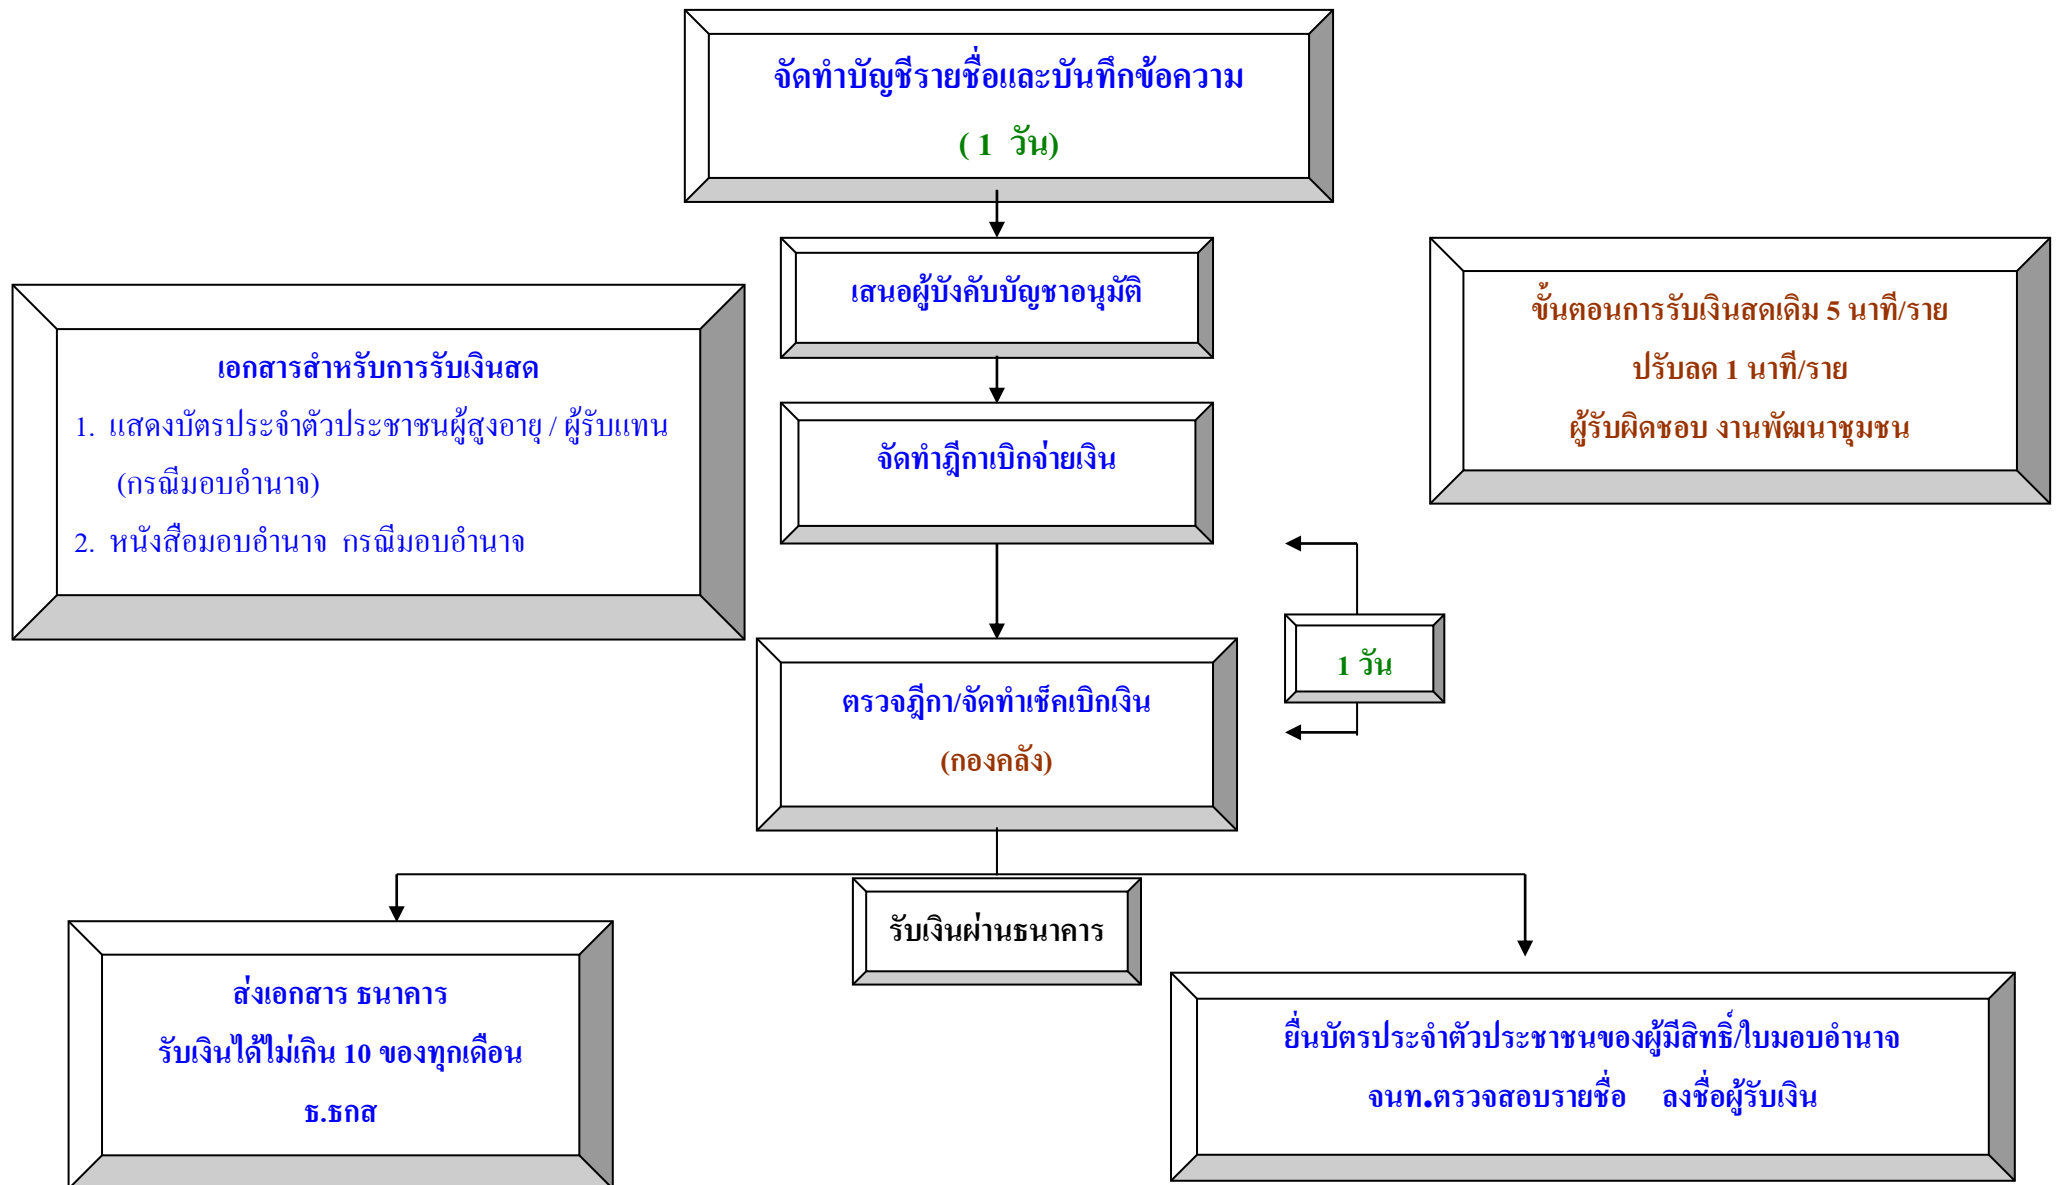 จัดทำบัญชีรายชื่อและบันทึกข้อความ
( 1 วัน)
เสนอผู้บังคับบัญชาอนุมัติ
ขั้นตอนการรับเงินสดเดิม 5 นาที/ราย
ปรับลด 1 นาที/ราย
ผู้รับผิดชอบ งานพัฒนาชุมชน
เอกสารสำหรับการรับเงินสด
1. แสดงบัตรประจำตัวประชาชนผู้สูงอายุ / ผู้รับแทน
(กรณีมอบอำนาจ)
2. หนังสือมอบอำนาจ กรณีมอบอำนาจ
จัดทำฎีกาเบิกจ่ายเงิน
1 วัน
ตรวจฎีกา/จัดทำเช็คเบิกเงิน
(กองคลัง)
รับเงินผ่านธนาคาร
ส่งเอกสาร ธนาคาร
รับเงินได้ไม่เกิน 10 ของทุกเดือน
ธ.ธกส
ยื่นบัตรประจำตัวประชาชนของผู้มีสิทธิ์/ใบมอบอำนาจ
จนท.ตรวจสอบรายชื่อ ลงชื่อผู้รับเงิน